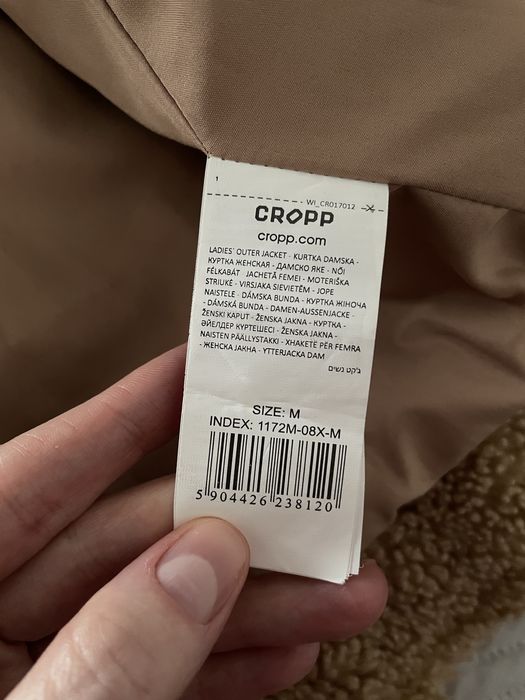 1
WI_CR017012
CROPP
cropp.com
LADIES' OUTER JACKET - KURTKA DAMSKA -
КУРТКА ЖЕНСКАЯ - ДАМСКО ЯКЕ - NŐI
FÉLKABÁT JACHETĂ FEMEI - MOTERIŠKA
STRIUKĖ - VIRSJAKA SIEVIETĒM - JOPE
NAISTELE - DÁMSKA BUNDA - КУРТКА ЖІНОЧА
- DÁMSKÁ BUNDA - DAMEN-AUSSENJACKE -
ŽENSKI KAPUT - ŽENSKA JAKNA - КУРТКА -
ӘЙЕЛДЕР КҮРТЕШЕСІ - ŽENSKA JAKNA -
NAISTEN PÄÄLLYSTAKKI - XHAKETË PËR FEMRA
- ЖЕНСКА ЈАКНА - YTTERJACKA DAM
ג'קט נשים
SIZE: M
INDEX: 1172M-08X-M
5 904426 238120